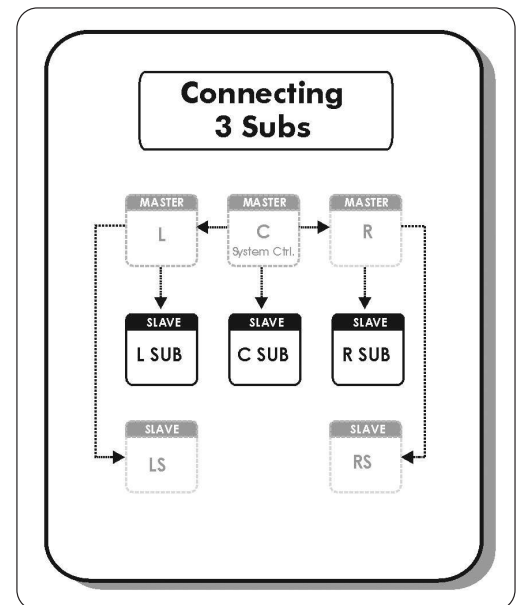 Connecting
3 Subs
MASTER MASTER MASTER
L C R
System Ctrl.
SLAVE SLAVE SLAVE
L SUB C SUB R SUB
SLAVE SLAVE
LS RS